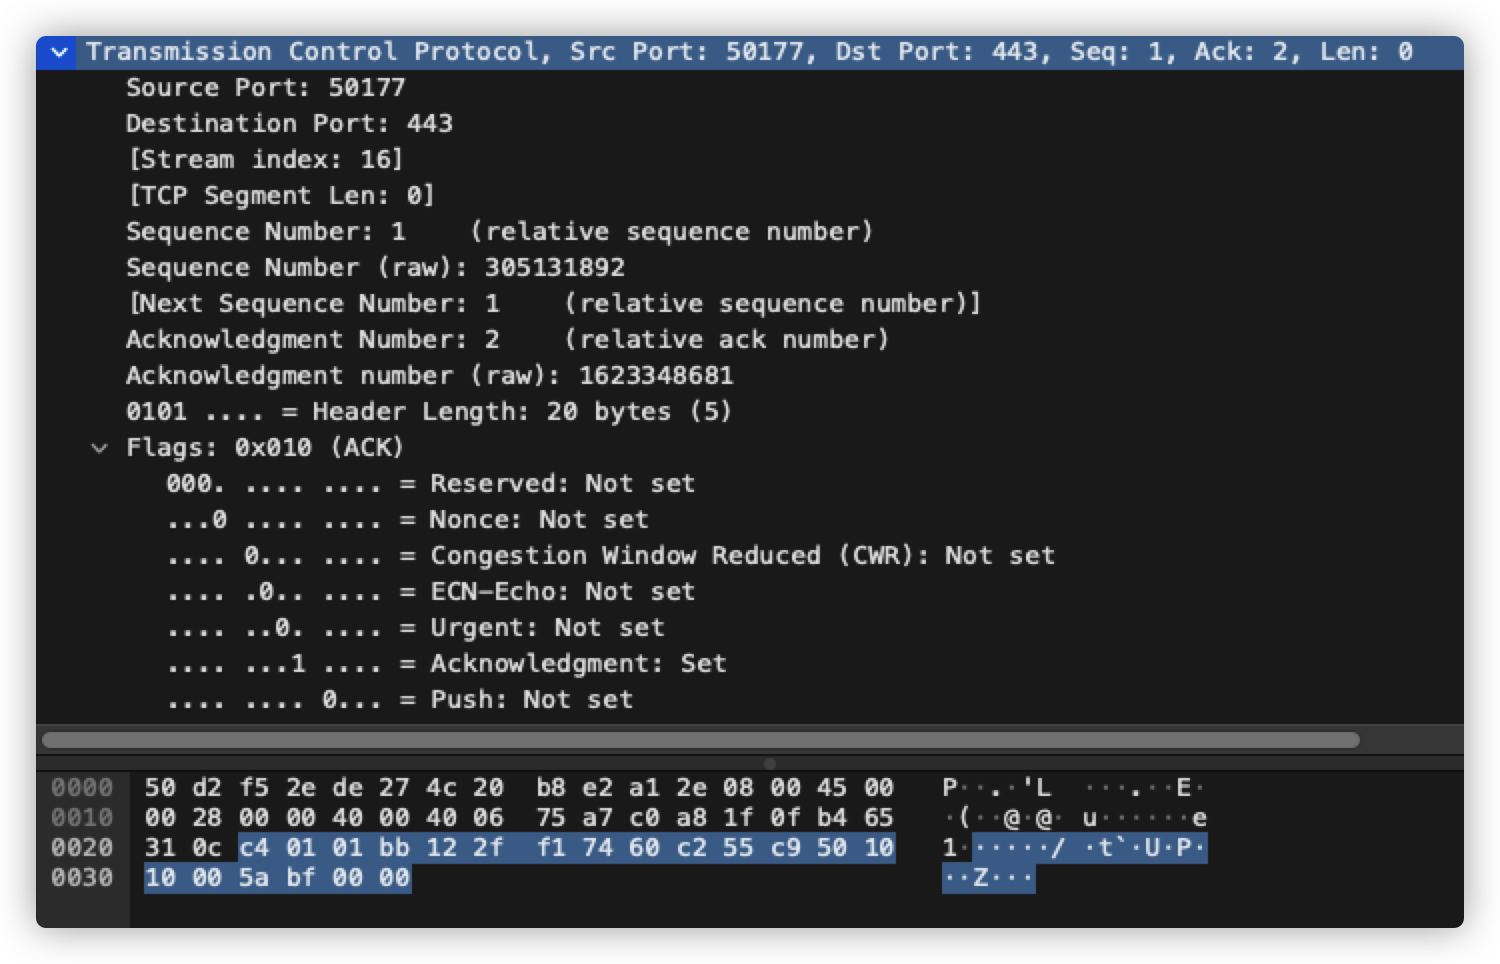 Transmission Control Protocol, Src Port: 50177, Dst Port: 443, Seq: 1, Ack: 2, Len: 0
Source Port: 50177
Destination Port: 443
[Stream index: 16]
[TCP Segment Len: 0]
Sequence Number: 1    (relative sequence number)
Sequence Number (raw): 305131892
[Next Sequence Number: 1    (relative sequence number)]
Acknowledgment Number: 2    (relative ack number)
Acknowledgment number (raw): 1623348681
0101 .... = Header Length: 20 bytes (5)
Flags: 0x010 (ACK)
000. .... .... = Reserved: Not set
...0 .... .... = Nonce: Not set
.... 0... .... = Congestion Window Reduced (CWR): Not set
.... .0.. .... = ECN-Echo: Not set
.... ..0. .... = Urgent: Not set
.... ...1 .... = Acknowledgment: Set
.... .... 0... = Push: Not set
0000  50 d2 f5 2e de 27 4c 20  b8 e2 a1 2e 08 00 45 00  P··.·'L ···.··E·
0010  00 28 00 00 40 00 40 06  75 a7 c0 a8 1f 0f b4 65  ·(··@·@· u······e
0020  31 0c c4 01 01 bb 12 2f  f1 74 60 c2 55 c9 50 10  1······/ ·t`·U·P·
0030  10 00 5a bf 00 00  ··Z···